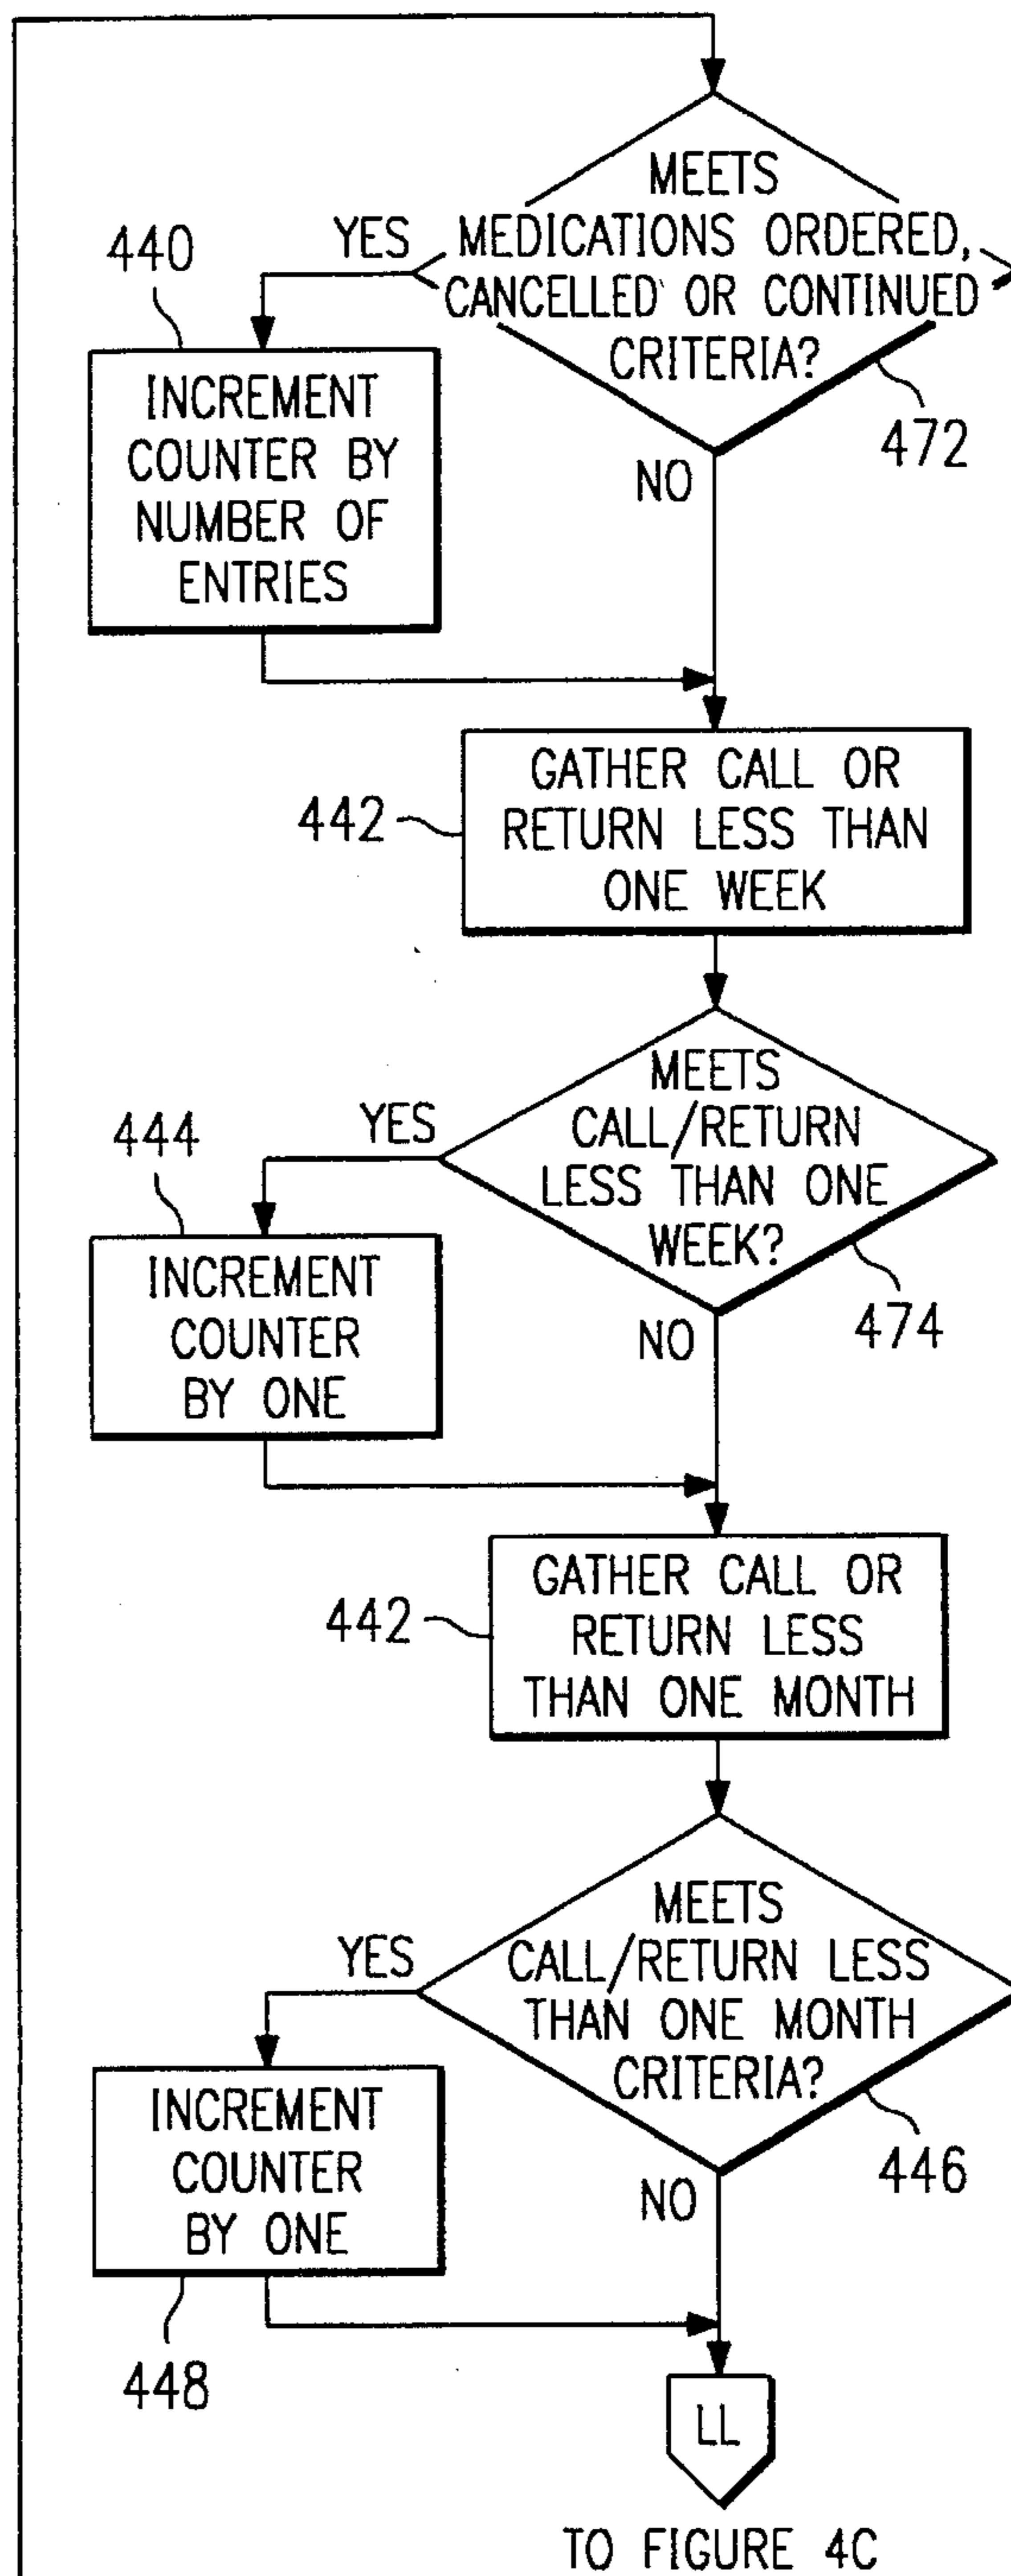 MEETS
MEDICATIONS ORDERED,
CANCELLED OR CONTINUED
CRITERIA?
YES
440
472
NO
INCREMENT
COUNTER BY
NUMBER OF
ENTRIES
442
GATHER CALL OR
RETURN LESS THAN
ONE WEEK
MEETS
CALL/RETURN
LESS THAN ONE
WEEK?
YES
444
474
NO
INCREMENT
COUNTER
BY ONE
442
GATHER CALL OR
RETURN LESS
THAN ONE MONTH
MEETS
CALL/RETURN LESS
THAN ONE MONTH
CRITERIA?
YES
446
NO
INCREMENT
COUNTER
BY ONE
448
LL
TO FIGURE 4C